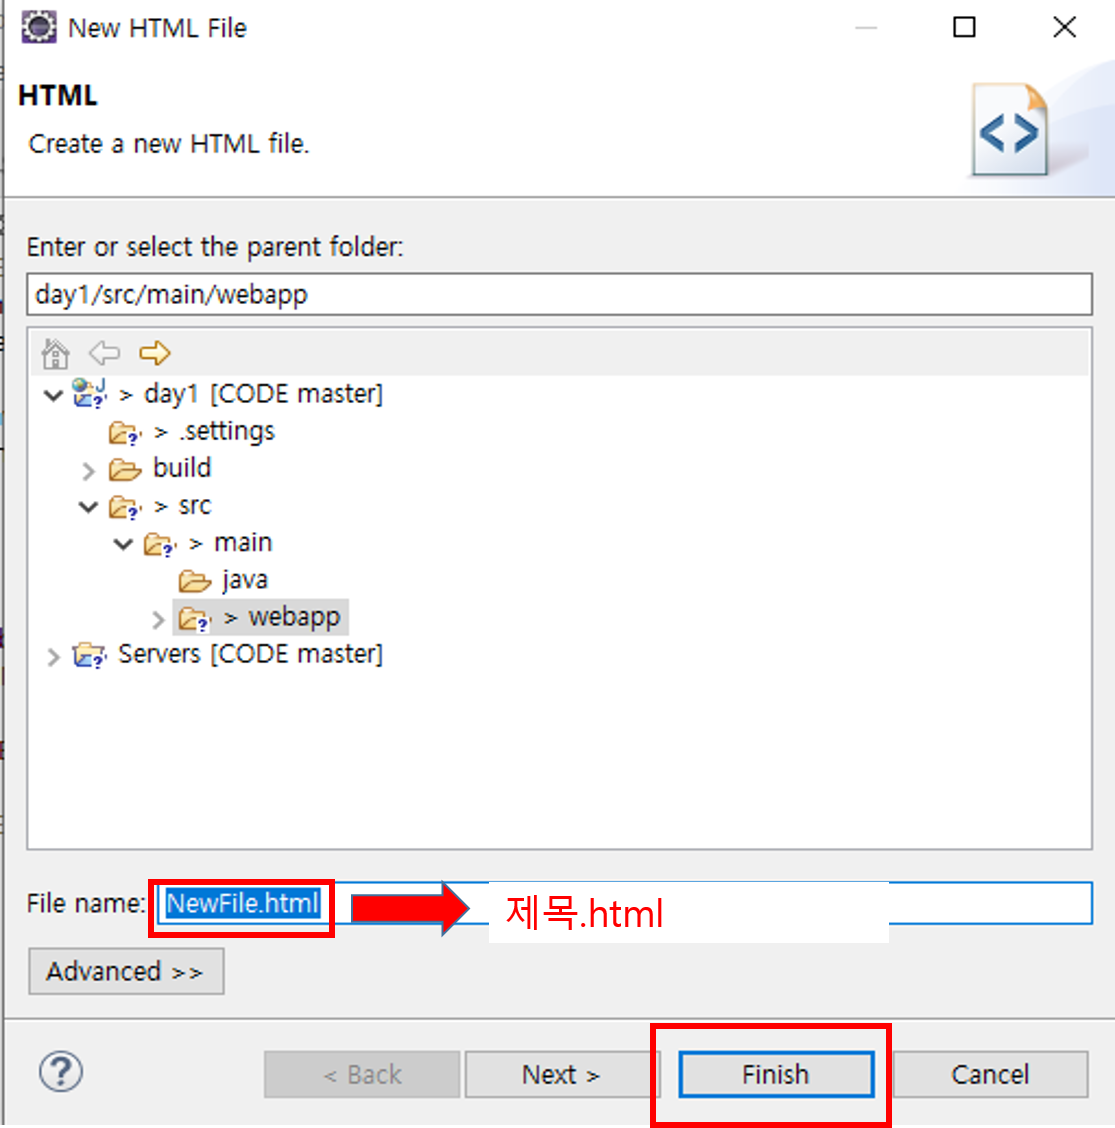 New HTML File
HTML
Create a new HTML file.
Enter or select the parent folder:
day1/src/main/webapp
> day1 [CODE master]
> .settings
build
> src
> main
java
> webapp
Servers [CODE master]
File name: NewFile.html 제목.html
Advanced >>
? < Back Next > Finish Cancel